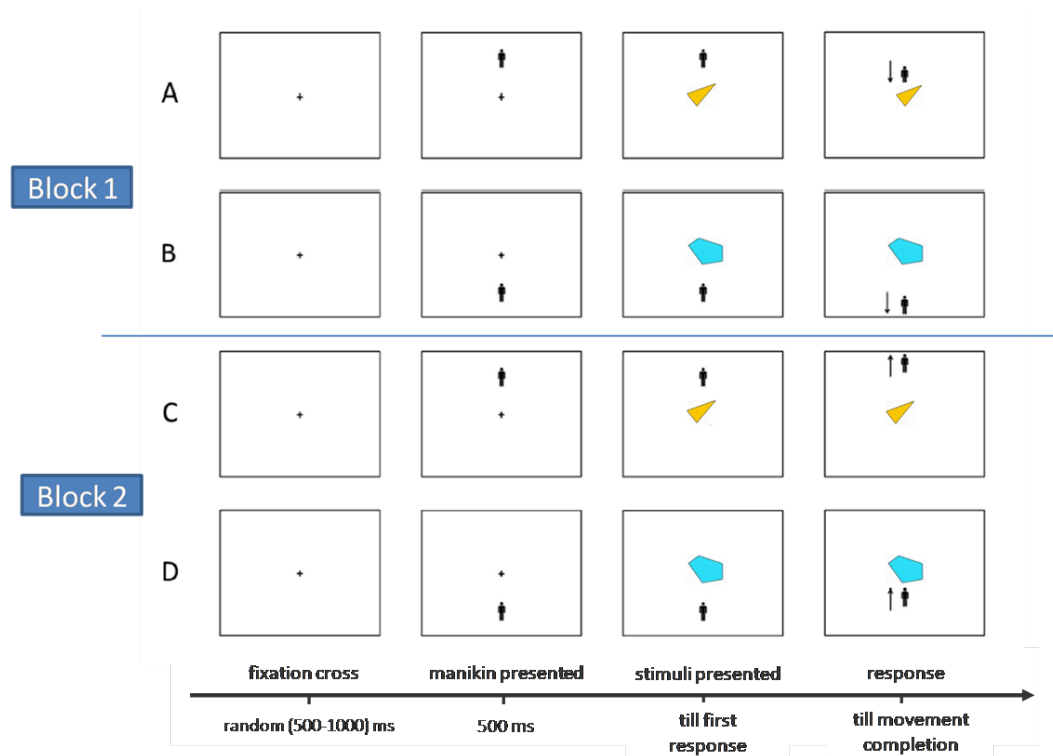 A
Block 1
B
C
Block 2
D
fixation cross
manikin presented
stimuli presented
response
random (500-1000) ms
500 ms
till first
response
till movement
completion